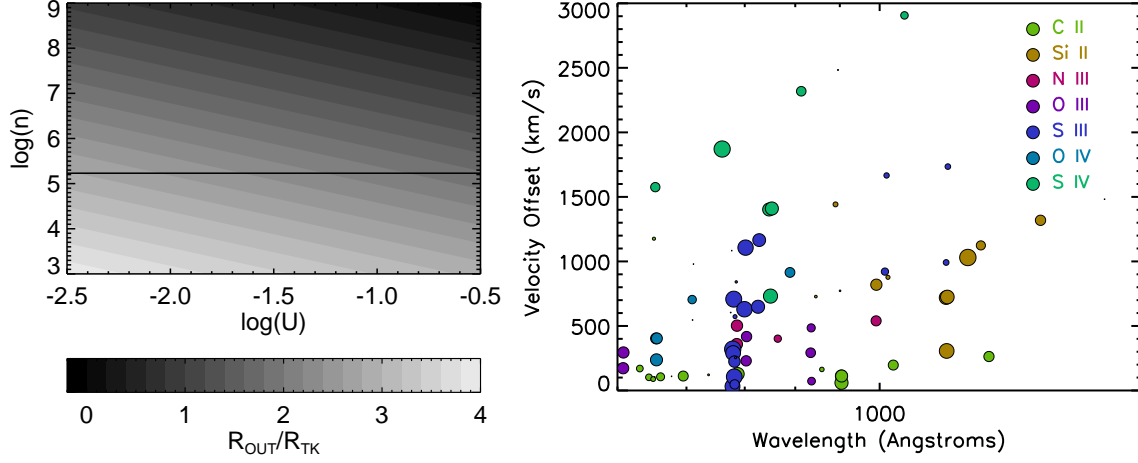 9
8
7
6
5
4
3
log(n)
-2.5 -2.0 -1.5 -1.0 -0.5
log(U)
0 1 2 3 4
R_OUT/R_TK
3000
2500
2000
1500
1000
500
0
Velocity Offset (km/s)
C II
Si II
N III
O III
S III
O IV
S IV
1000
Wavelength (Angstroms)